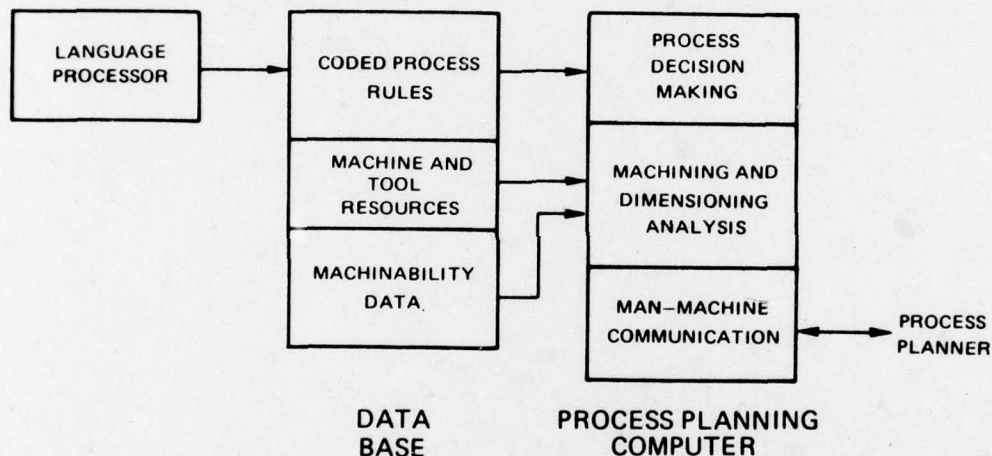 LANGUAGE
PROCESSOR
CODED PROCESS
RULES
MACHINE AND
TOOL
RESOURCES
MACHINABILITY
DATA
DATA
BASE
PROCESS
DECISION
MAKING
MACHINING AND
DIMENSIONING
ANALYSIS
MAN–MACHINE
COMMUNICATION
PROCESS PLANNING
COMPUTER
PROCESS
PLANNER